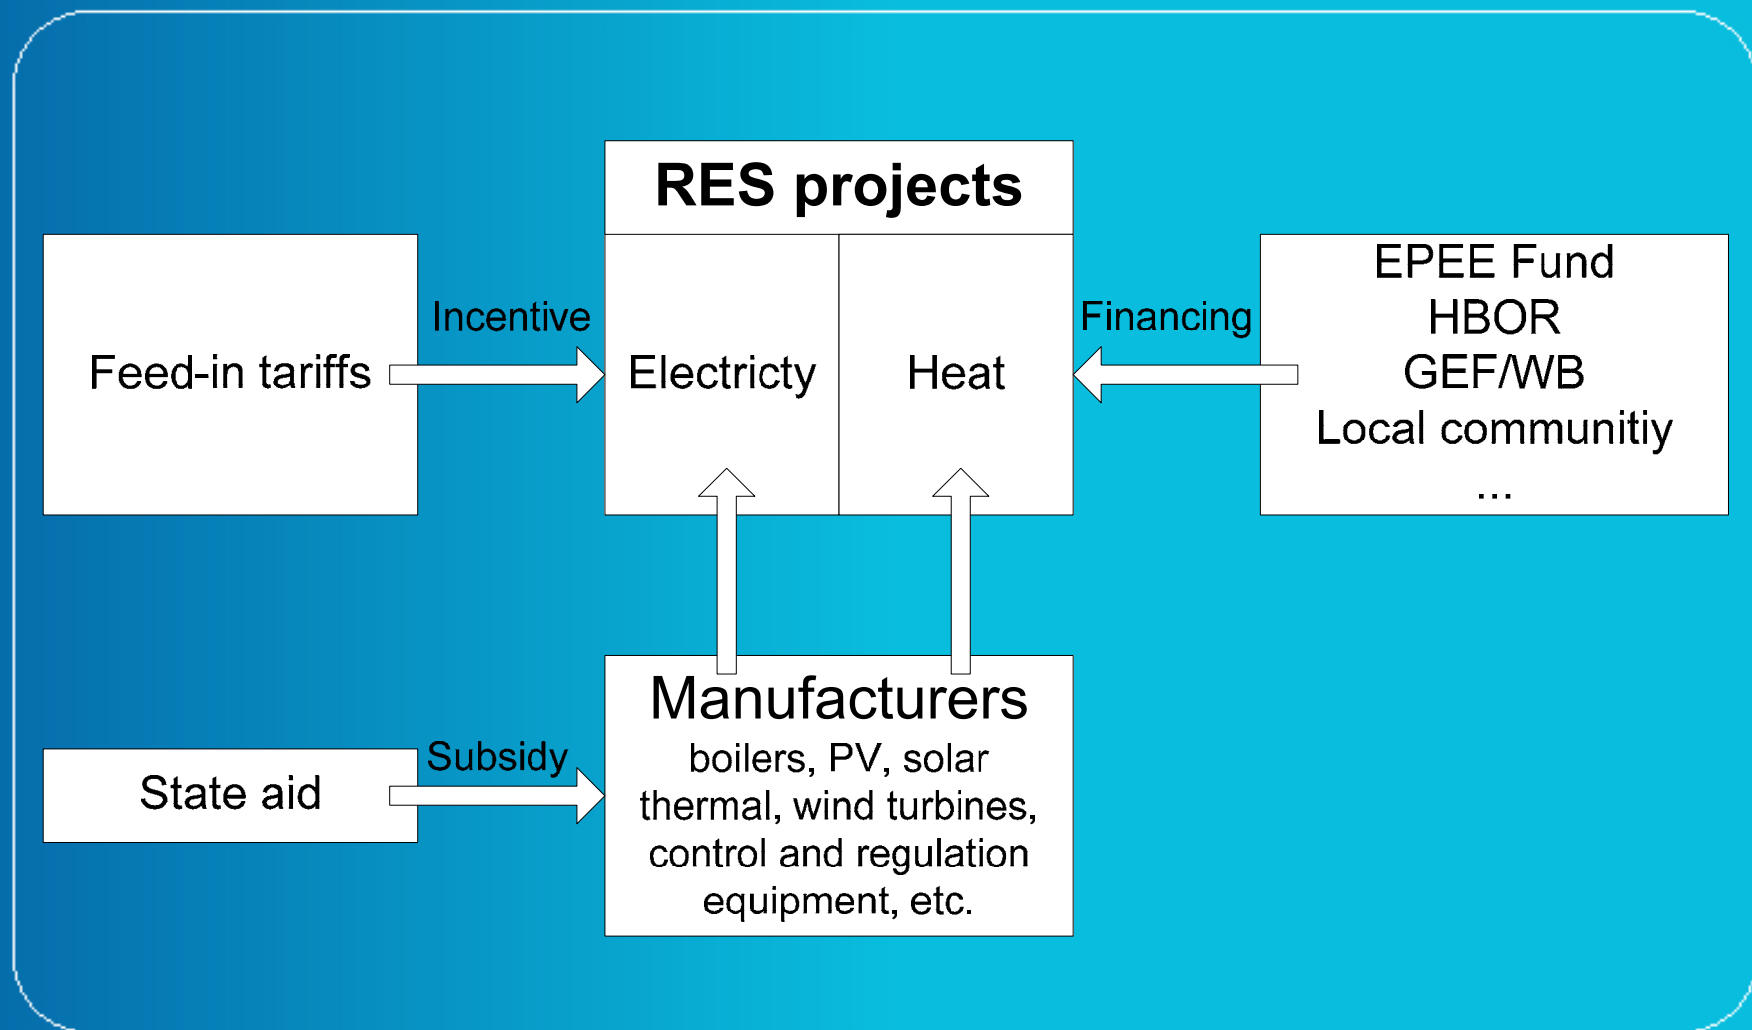 RES projects
Feed-in tariffs
Incentive
Electricty
Heat
Financing
EPEE Fund
HBOR
GEF/WB
Local communitiy
...
State aid
Subsidy
Manufacturers
boilers, PV, solar
thermal, wind turbines,
control and regulation
equipment, etc.